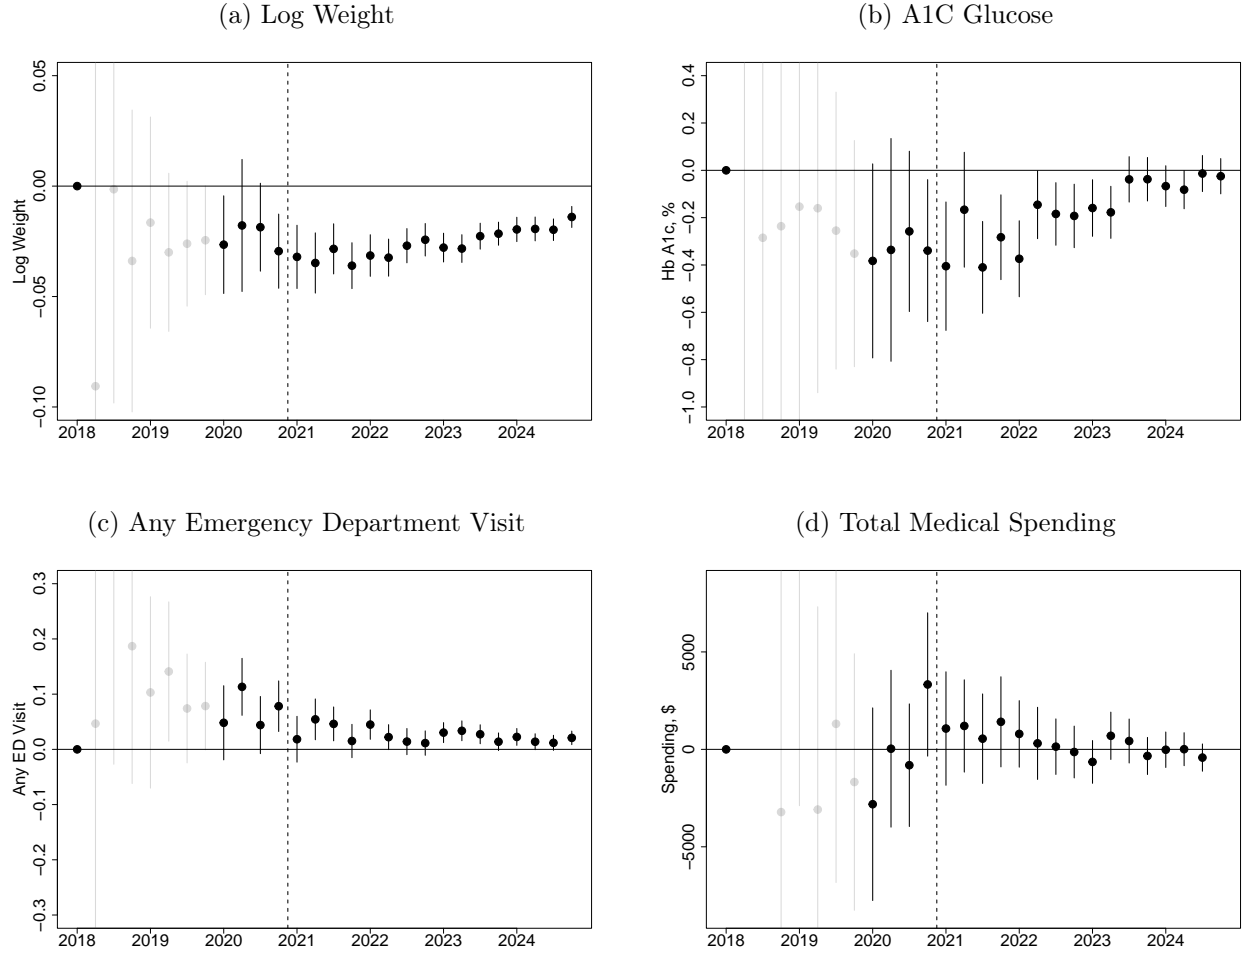 (a) Log Weight
0.05
0.00
−0.05
−0.10
Log Weight
2018 2019 2020 2021 2022 2023 2024
(b) A1C Glucose
0.4
0.2
0.0
−0.2
−0.4
−0.6
−0.8
−1.0
Hb A1c, %
2018 2019 2020 2021 2022 2023 2024
(c) Any Emergency Department Visit
0.3
0.2
0.1
0.0
−0.1
−0.2
−0.3
Any ED Visit
2018 2019 2020 2021 2022 2023 2024
(d) Total Medical Spending
5000
0
−5000
Spending, $
2018 2019 2020 2021 2022 2023 2024